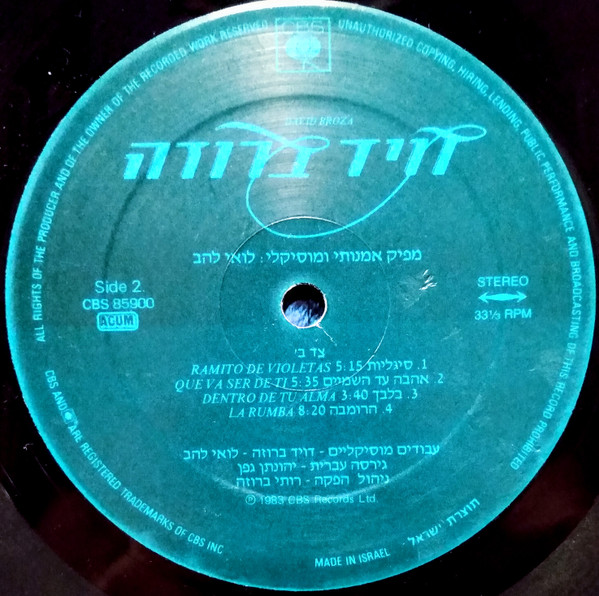 ALL RIGHTS OF THE PRODUCER AND OF THE OWNER OF THE RECORDED WORK RESERVED
UNAUTHORIZED COPYING, HIRING, LENDING, PUBLIC PERFORMANCE AND BROADCASTING OF THIS RECORD PROHIBITED
CBS
DAVID BROZA
דויד ברוזה
מפיק אמנותי ומוסיקלי: לואי להב
Side 2.
CBS 85900
ACUM
STEREO
33⅓ RPM
צד ב'
1. סיגליות 5:15 RAMITO DE VIOLETAS
2. אהבה עד השמיים 5:35 QUE VA SER DE TI
3. בלבך 3:40 DENTRO DE TU ALMA
4. הרומבה 8:20 LA RUMBA
עבודים מוסיקליים - דויד ברוזה - לואי להב
גירסה עברית - יהונתן גפן
ניהול הפקה - רותי ברוזה
© 1983 CBS Records Ltd.
CBS AND ARE REGISTERED TRADEMARKS OF CBS INC
MADE IN ISRAEL
תוצרת ישראל